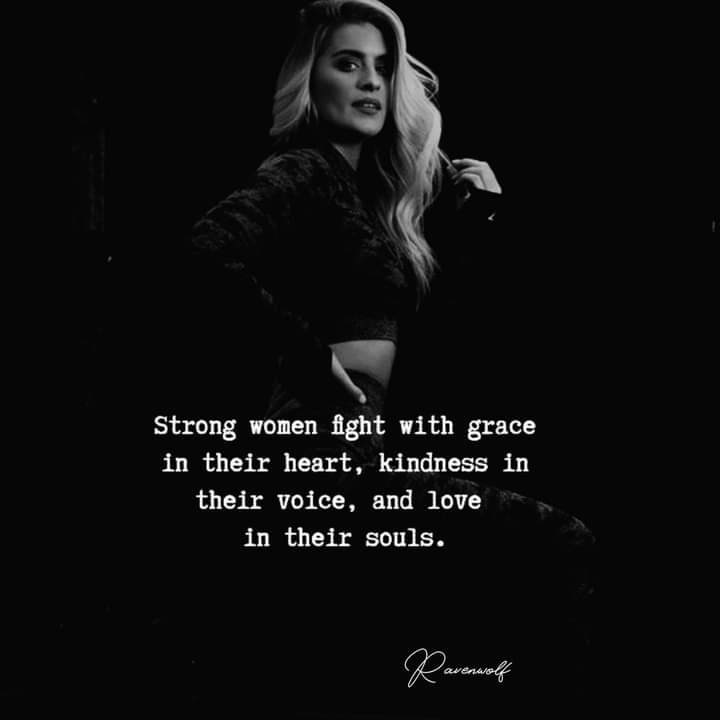 Strong women fight with grace
in their heart, kindness in
their voice, and love
in their souls.
Ravenwolf